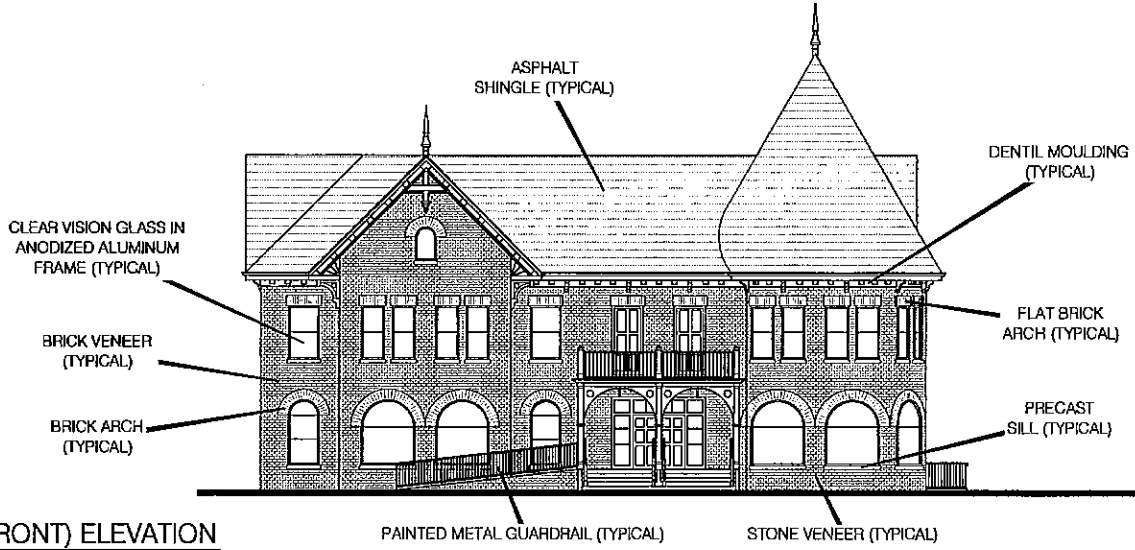 ASPHALT
SHINGLE (TYPICAL)
DENTIL MOULDING
(TYPICAL)
CLEAR VISION GLASS IN
ANODIZED ALUMINUM
FRAME (TYPICAL)
FLAT BRICK
ARCH (TYPICAL)
BRICK VENEER
(TYPICAL)
BRICK ARCH
(TYPICAL)
PRECAST
SILL (TYPICAL)
RONT) ELEVATION
PAINTED METAL GUARDRAIL (TYPICAL)
STONE VENEER (TYPICAL)